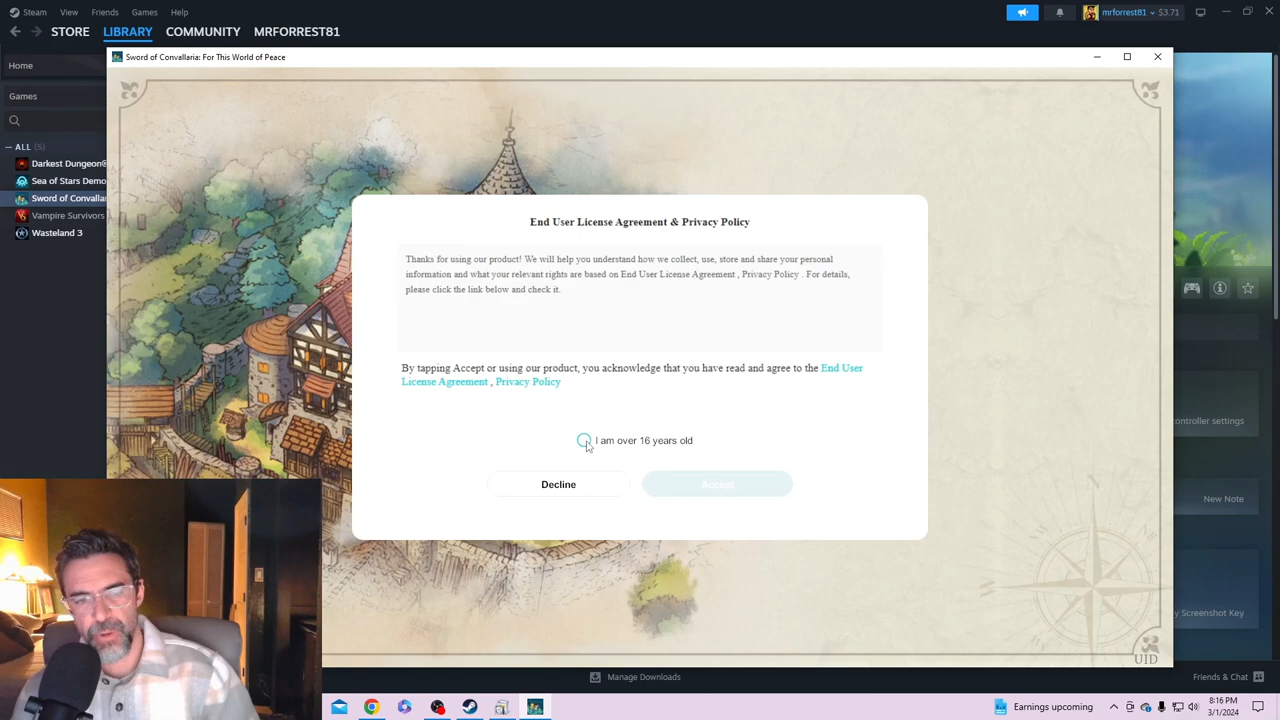 Steam View Friends Games Help
mrforrest81 $3.71
STORE LIBRARY COMMUNITY MRFORREST81
Sword of Convallaria: For This World of Peace
Home
Games
ALL (5)
Darkest Dungeon
Sea of Stars Demo
Sword of Convalla
Vampire Survivors
Wasteland 3
End User License Agreement & Privacy Policy
Thanks for using our product! We will help you understand how we collect, use, store and share your personal
information and what your relevant rights are based on End User License Agreement , Privacy Policy . For details,
please click the link below and check it.
By tapping Accept or using our product, you acknowledge that you have read and agree to the End User
License Agreement , Privacy Policy
I am over 16 years old
Decline Accept
controller settings
New Note
y Screenshot Key
UID
Manage Downloads
Friends & Chat
Earnings upcoming
8:16 PM
3/1/2024